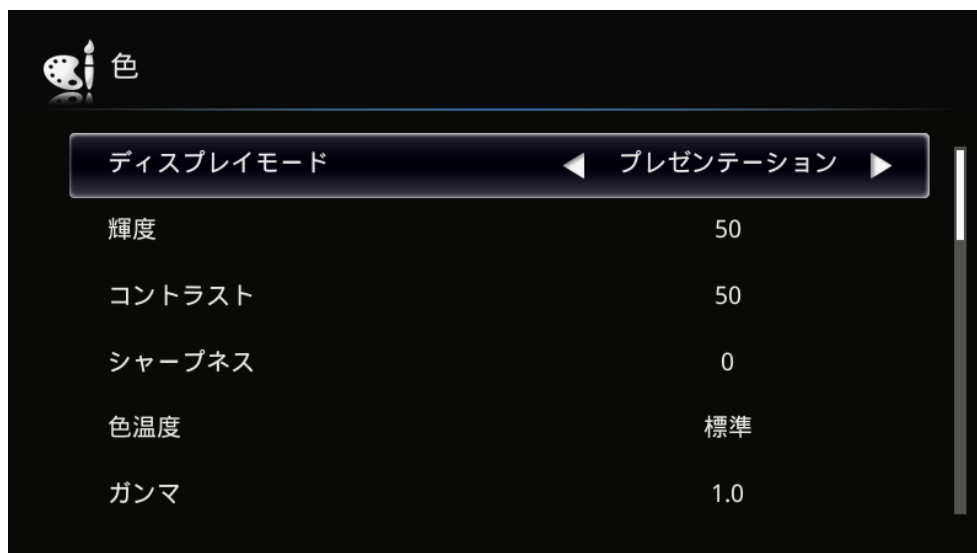 色
ディスプレイモード プレゼンテーション
輝度 50
コントラスト 50
シャープネス 0
色温度 標準
ガンマ 1.0